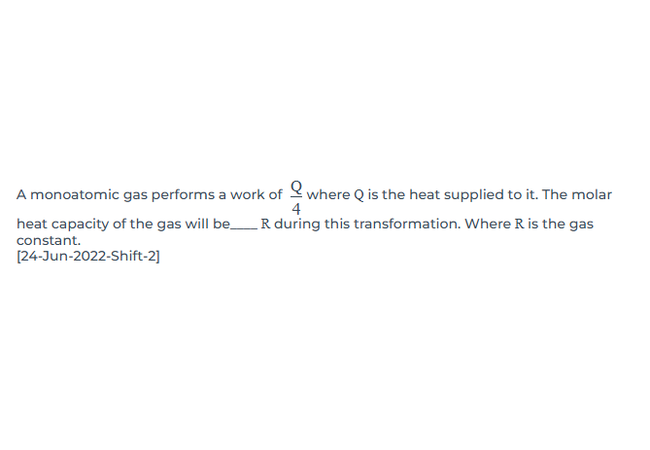 A monoatomic gas performs a work of Q/4 where Q is the heat supplied to it. The molar
heat capacity of the gas will be____ R during this transformation. Where R is the gas
constant.
[24-Jun-2022-Shift-2]